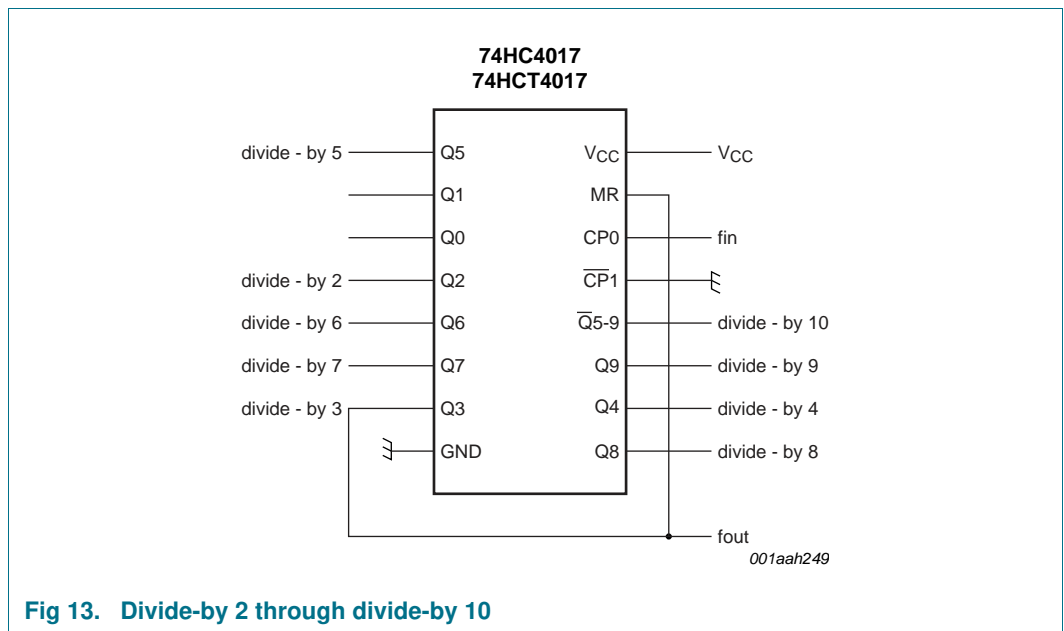 74HC4017
74HCT4017
divide - by 5 Q5 VCC VCC
Q1 MR
Q0 CP0 fin
divide - by 2 Q2 C̅P̅1
divide - by 6 Q6 Q̅5-9 divide - by 10
divide - by 7 Q7 Q9 divide - by 9
divide - by 3 Q3 Q4 divide - by 4
GND Q8 divide - by 8
fout
001aah249
Fig 13. Divide-by 2 through divide-by 10